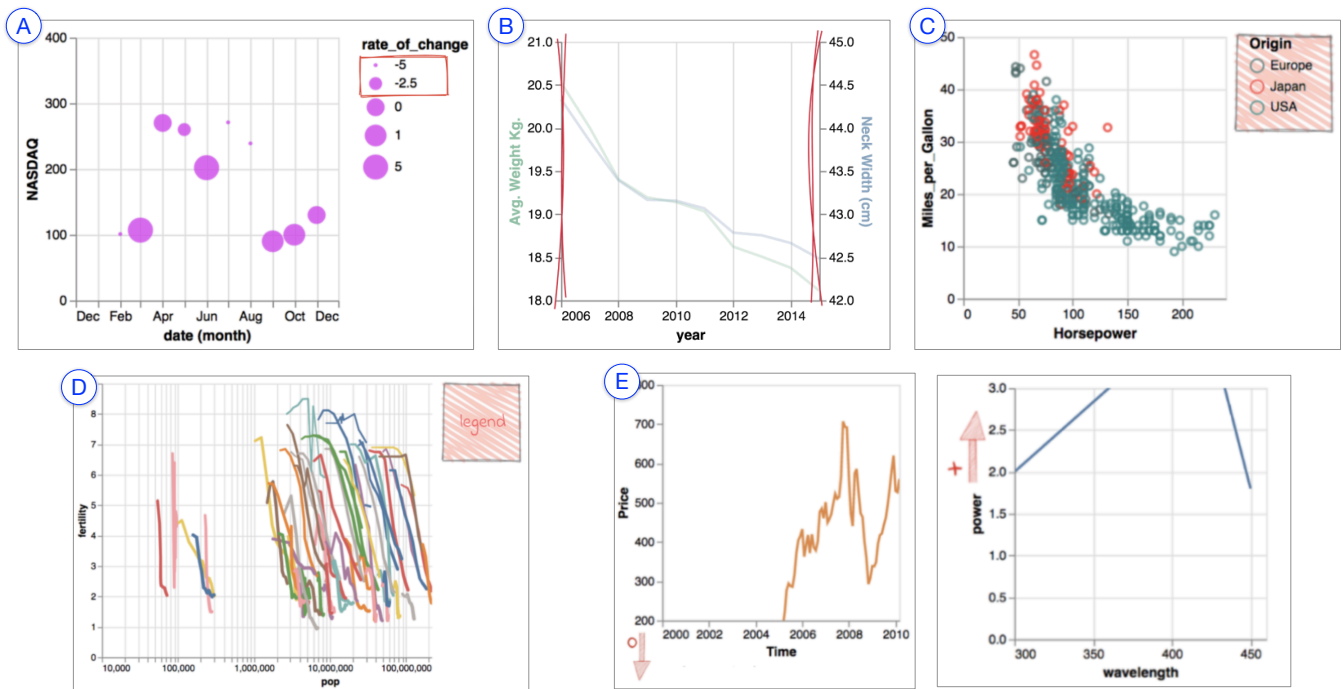 A
400
300
200
100
0
NASDAQ
Dec Feb Apr Jun Aug Oct Dec
date (month)
rate_of_change
-5
-2.5
0
1
5
B
21.0
20.5
20.0
19.5
19.0
18.5
18.0
Avg. Weight Kg.
45.0
44.5
44.0
43.5
43.0
42.5
42.0
Neck Width (cm)
2006 2008 2010 2012 2014
year
C
50
40
30
20
10
0
Miles_per_Gallon
0 50 100 150 200
Horsepower
Origin
Europe
Japan
USA
D
8
7
6
5
4
3
2
1
0
fertility
10,000 100,000 1,000,000 10,000,000 100,000,000
pop
legend
E
800
700
600
500
400
300
200
Price
0
2000 2002 2004 2006 2008 2010
Time
3.0
2.5
2.0
1.5
1.0
0.5
0.0
+
power
300 350 400 450
wavelength